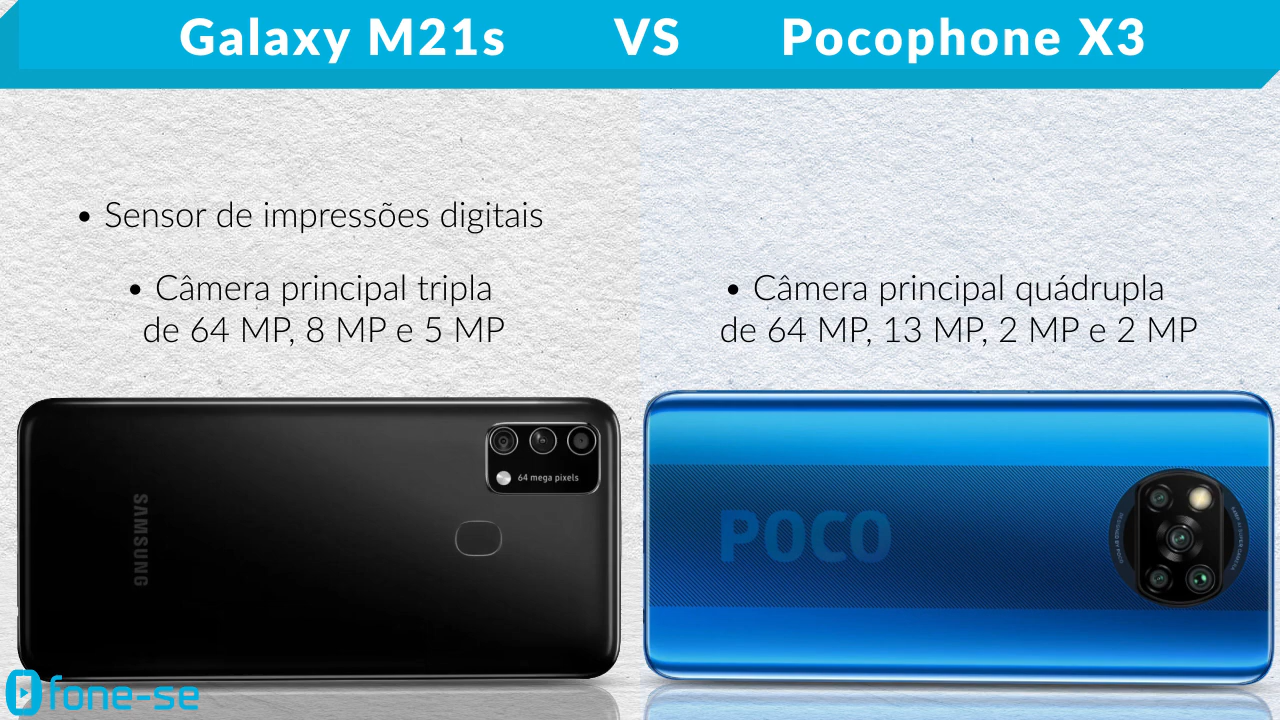 Galaxy M21s VS Pocophone X3
• Sensor de impressões digitais
• Câmera principal tripla
de 64 MP, 8 MP e 5 MP
• Câmera principal quádrupla
de 64 MP, 13 MP, 2 MP e 2 MP
64 mega pixels
SAMSUNG
POCO
fone-se